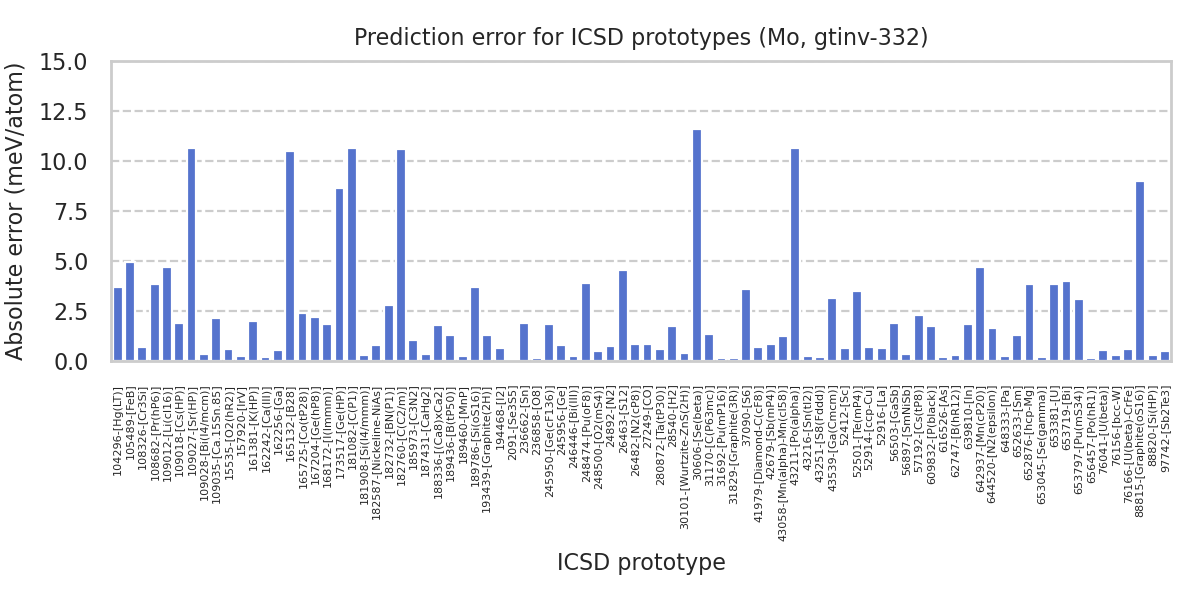 Prediction error for ICSD prototypes (Mo, gtinv-332)
Absolute error (meV/atom)
15.0
12.5
10.0
7.5
5.0
2.5
0.0
104296-[Hg(LT)]
105489-[FeB]
108326-[Cr3Si]
108682-[Pr(hP6)]
109012-[Li(cI16)]
109018-[Cs(HP)]
109027-[Sr(HP)]
109028-[Bi(I4/mcm)]
109035-[Ca.15Sn.85]
15535-[O2(hR2)]
157920-[IrV]
161381-[K(HP)]
162242-[Ca(III)]
162256-[Ga]
165132-[B28]
165725-[Co(tP28)]
167204-[Ge(hP8)]
168172-[I(Immm)]
173517-[Ge(HP)]
181082-[C(P1)]
181908-[Si(I4/mmm)]
182587-[Nickeline-NiAs]
182732-[BN(P1)]
182760-[C(C2/m)]
185973-[C3N2]
187431-[CaHg2]
188336-[(Ca8)xCa2]
189436-[B(tP50)]
189460-[MnP]
189786-[Si(oS16)]
193439-[Graphite(2H)]
194468-[I2]
2091-[Se3S5]
236662-[Sn]
236858-[O8]
245950-[Ge(cF136)]
245956-[Ge]
246446-[Bi(III)]
248474-[Pu(oF8)]
248500-[O2(mS4)]
24892-[N2]
26463-[S12]
26482-[N2(cP8)]
27249-[CO]
280872-[Ta(tP30)]
28540-[H2]
30101-[Wurtzite-ZnS(2H)]
30606-[Se(beta)]
31170-[C(P63mc)]
31692-[Pu(mP16)]
31829-[Graphite(3R)]
37090-[S6]
41979-[Diamond-C(cF8)]
42679-[Sb(mP4)]
43058-[Mn(alpha)-Mn(cI58)]
43211-[Po(alpha)]
43216-[Sn(tI2)]
43251-[S8(Fddd)]
43539-[Ga(Cmcm)]
52412-[Sc]
52501-[Te(mP4)]
52914-[ccp-Cu]
52916-[La]
56503-[GaSb]
56897-[SmNiSb]
57192-[Cs(tP8)]
609832-[P(black)]
616526-[As]
62747-[B(hR12)]
639810-[In]
642937-[Mn(cP20)]
644520-[N2(epsilon)]
648333-[Pa]
652633-[Sm]
652876-[hcp-Mg]
653045-[Se(gamma)]
653381-[U]
653719-[Bi]
653797-[Pu(mS34)]
656457-[Po(hR1)]
76041-[U(beta)]
76156-[bcc-W]
76166-[U(beta)-CrFe]
88815-[Graphite(oS16)]
88820-[Si(HP)]
97742-[Sb2Te3]
ICSD prototype